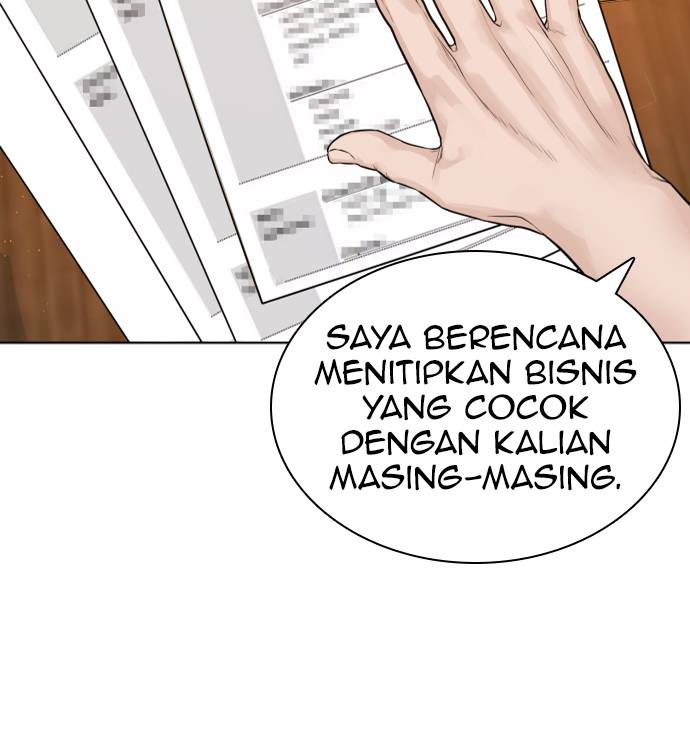 SAYA BERENCANA
MENITIPKAN BISNIS
YANG COCOK
DENGAN KALIAN
MASING-MASING.